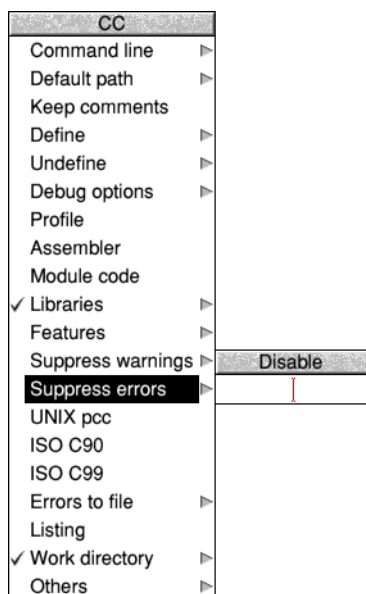 CC
Command line
Default path
Keep comments
Define
Undefine
Debug options
Profile
Assembler
Module code
Libraries
Features
Suppress warnings
Disable
Suppress errors
UNIX pcc
ISO C90
ISO C99
Errors to file
Listing
Work directory
Others